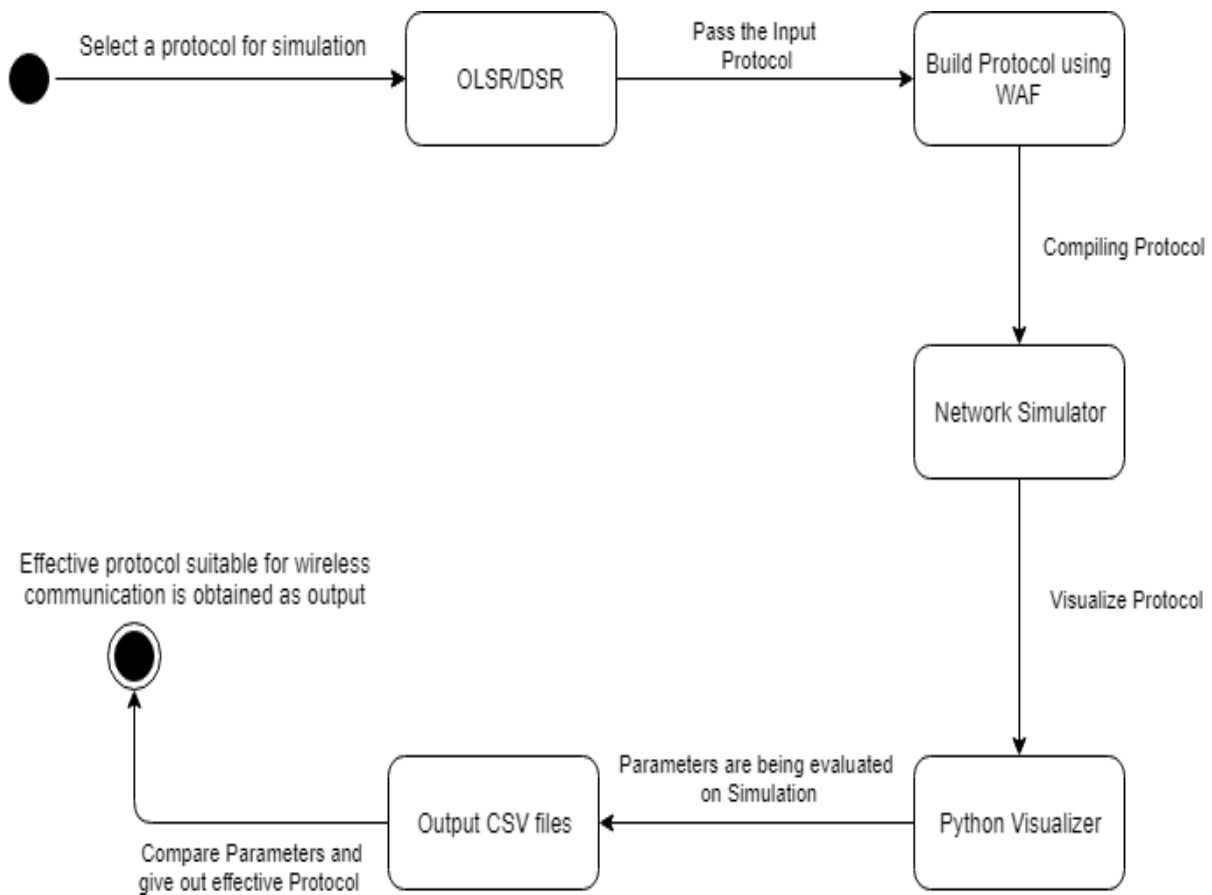 Select a protocol for simulation
OLSR/DSR
Pass the Input
Protocol
Build Protocol using
WAF
Compiling Protocol
Network Simulator
Visualize Protocol
Python Visualizer
Parameters are being evaluated
on Simulation
Output CSV files
Compare Parameters and
give out effective Protocol
Effective protocol suitable for wireless
communication is obtained as output